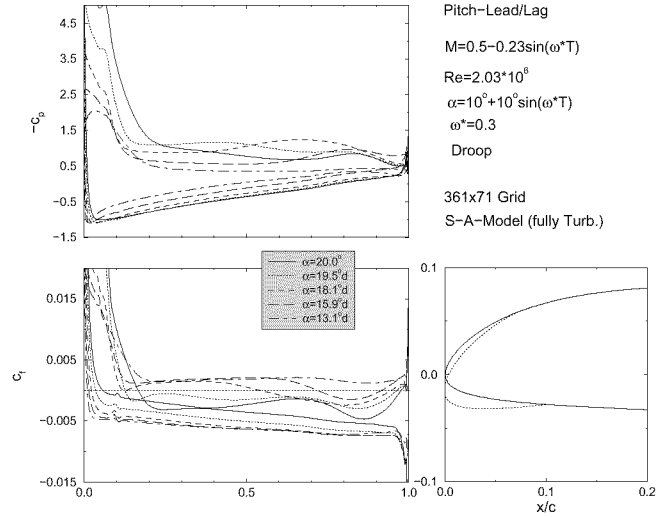 Pitch−Lead/Lag
M=0.5−0.23sin(ω*T)
Re=2.03*10⁶
α=10°+10°sin(ω*T)
ω*=0.3
Droop
361x71 Grid
S−A−Model (fully Turb.)
4.5
3.5
2.5
1.5
0.5
−0.5
−1.5
−cp
α=20.0°
α=19.5°d
α=18.1°d
α=15.9°d
α=13.1°d
0.015
0.005
−0.005
−0.015
cf
0.0
0.5
1.0
0.1
0.0
−0.1
0.0
0.1
0.2
x/c